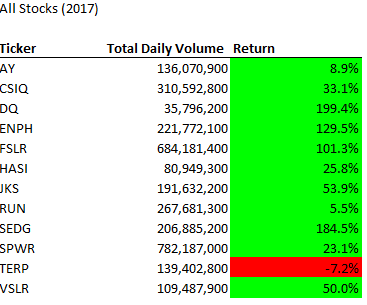 All Stocks (2017)
Ticker Total Daily Volume Return
AY 136,070,900 8.9%
CSIQ 310,592,800 33.1%
DQ 35,796,200 199.4%
ENPH 221,772,100 129.5%
FSLR 684,181,400 101.3%
HASI 80,949,300 25.8%
JKS 191,632,200 53.9%
RUN 267,681,300 5.5%
SEDG 206,885,200 184.5%
SPWR 782,187,000 23.1%
TERP 139,402,800 -7.2%
VSLR 109,487,900 50.0%